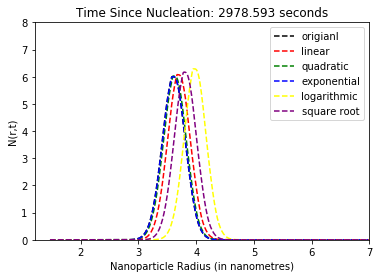 Time Since Nucleation: 2978.593 seconds
8
7
6
5
4
3
2
1
0
N(r,t)
origianl
linear
quadratic
exponential
logarithmic
square root
2 3 4 5 6 7
Nanoparticle Radius (in nanometres)